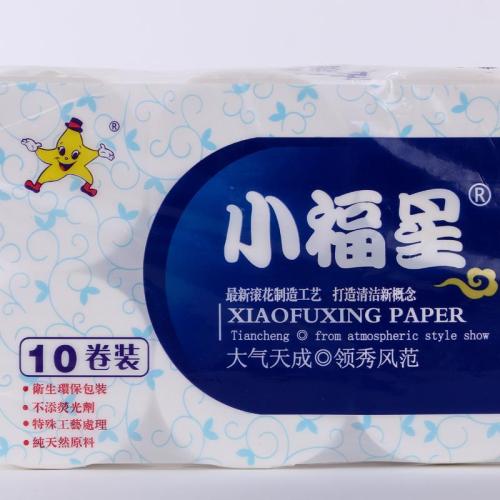 ®
小福星®
最新滚花制造工艺 打造清洁新概念
XIAOFUXING PAPER
Tiancheng ◎ from atmospheric style show
大气天成◎领秀风范
10卷装
•衛生環保包裝
•不添熒光劑
•特殊工藝處理
•純天然原料